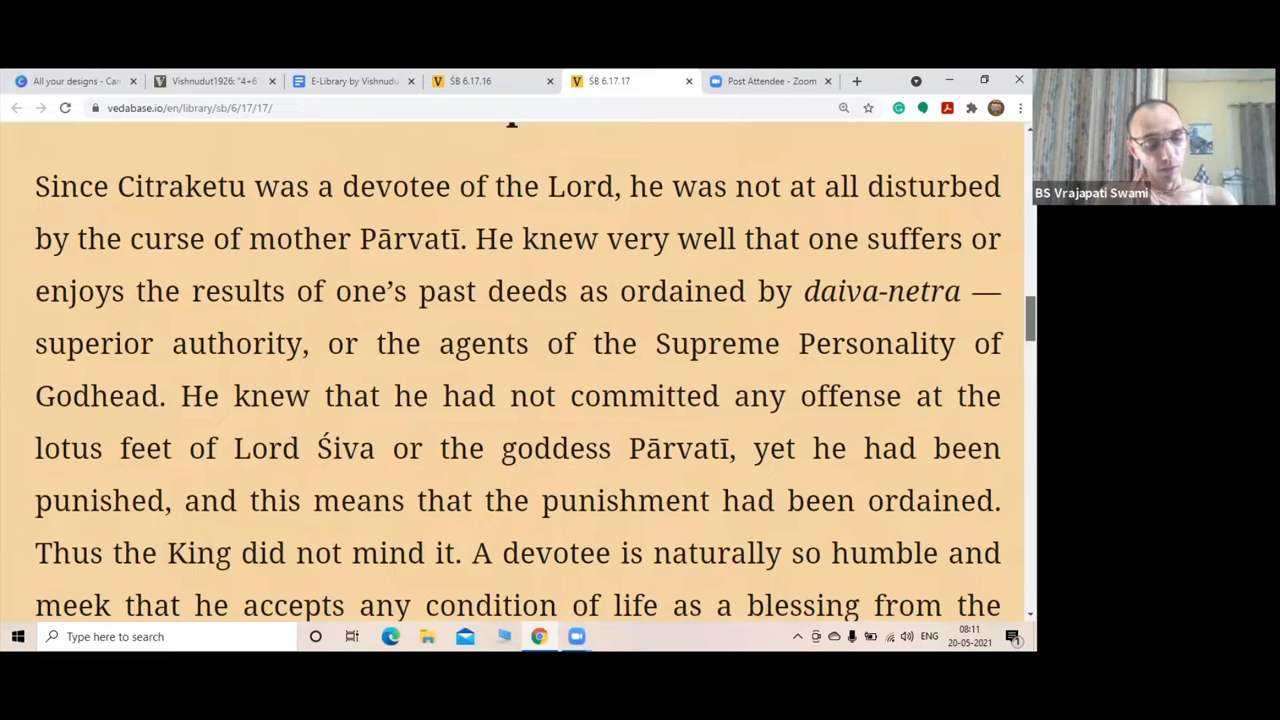 All your designs - Can
Vishnudut1926: "4+6
E-Library by Vishnudu
ŚB 6.17.16
ŚB 6.17.17
Post Attendee - Zoom
vedabase.io/en/library/sb/6/17/17/
Since Citraketu was a devotee of the Lord, he was not at all disturbed
by the curse of mother Pārvatī. He knew very well that one suffers or
enjoys the results of one’s past deeds as ordained by daiva-netra —
superior authority, or the agents of the Supreme Personality of
Godhead. He knew that he had not committed any offense at the
lotus feet of Lord Śiva or the goddess Pārvatī, yet he had been
punished, and this means that the punishment had been ordained.
Thus the King did not mind it. A devotee is naturally so humble and
meek that he accepts any condition of life as a blessing from the
BS Vrajapati Swami
Type here to search
ENG
08:11
20-05-2021